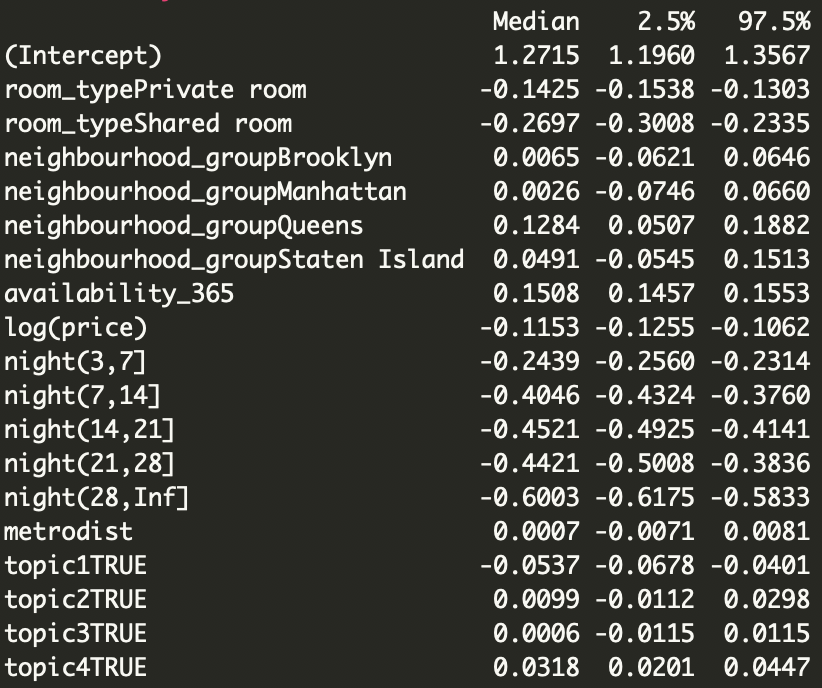 Median 2.5% 97.5%
(Intercept) 1.2715 1.1960 1.3567
room_typePrivate room -0.1425 -0.1538 -0.1303
room_typeShared room -0.2697 -0.3008 -0.2335
neighbourhood_groupBrooklyn 0.0065 -0.0621 0.0646
neighbourhood_groupManhattan 0.0026 -0.0746 0.0660
neighbourhood_groupQueens 0.1284 0.0507 0.1882
neighbourhood_groupStaten Island 0.0491 -0.0545 0.1513
availability_365 0.1508 0.1457 0.1553
log(price) -0.1153 -0.1255 -0.1062
night(3,7] -0.2439 -0.2560 -0.2314
night(7,14] -0.4046 -0.4324 -0.3760
night(14,21] -0.4521 -0.4925 -0.4141
night(21,28] -0.4421 -0.5008 -0.3836
night(28,Inf] -0.6003 -0.6175 -0.5833
metrodist 0.0007 -0.0071 0.0081
topic1TRUE -0.0537 -0.0678 -0.0401
topic2TRUE 0.0099 -0.0112 0.0298
topic3TRUE 0.0006 -0.0115 0.0115
topic4TRUE 0.0318 0.0201 0.0447